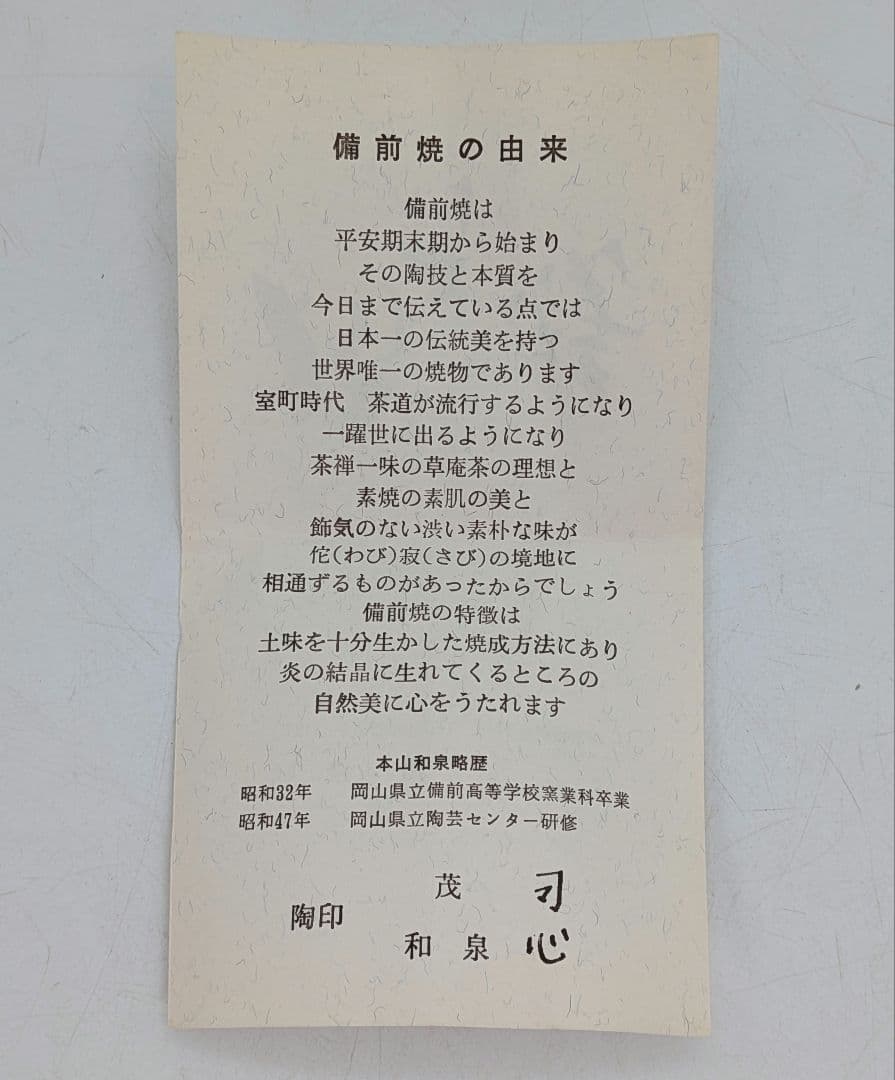 備前焼の由来
備前焼は
平安期末期から始まり
その陶技と本質を
今日まで伝えている点では
日本一の伝統美を持つ
世界唯一の焼物であります
室町時代　茶道が流行するようになり
一躍世に出るようになり
茶禅一味の草庵茶の理想と
素焼の素肌の美と
飾気のない渋い素朴な味が
侘(わび)寂(さび)の境地に
相通ずるものがあったからでしょう
備前焼の特徴は
土味を十分生かした焼成方法にあり
炎の結晶に生れてくるところの
自然美に心をうたれます
本山和泉略歴
昭和32年　岡山県立備前高等学校窯業科卒業
昭和47年　岡山県立陶芸センター研修
陶印
茂
和泉 心